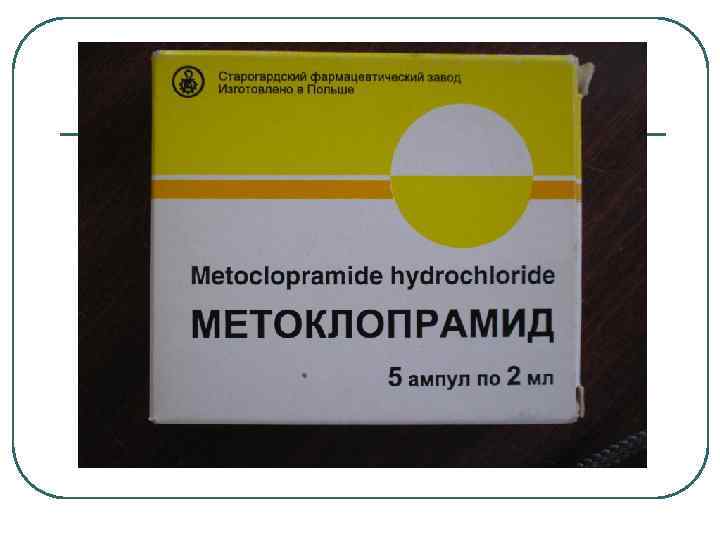 Старогардский фармацевтический завод
Изготовлено в Польше
Metoclopramide hydrochloride
МЕТОКЛОПРАМИД
5 ампул по 2 мл